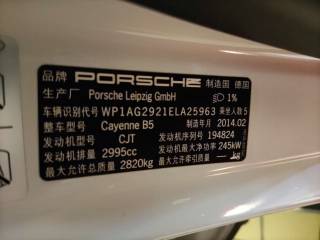 品牌 PORSCHE 制造国 德国
生产厂 Porsche Leipzig GmbH 1%
车辆识别代号 WP1AG2921ELA25963 乘坐人数 5
整车型号 Cayenne B5 制造年月 2014.02
发动机型号 CJT 发动机序列号 194824
发动机排量 2995cc 发动机最大净功率 245kW
最大允许总质量 2820kg 最大允许牵引质量 —kg